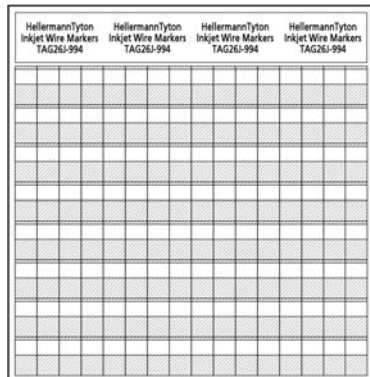 HellermannTyton HellermannTyton HellermannTyton HellermannTyton
Inkjet Wire Markers Inkjet Wire Markers Inkjet Wire Markers Inkjet Wire Markers
TAG26J-994 TAG26J-994 TAG26J-994 TAG26J-994